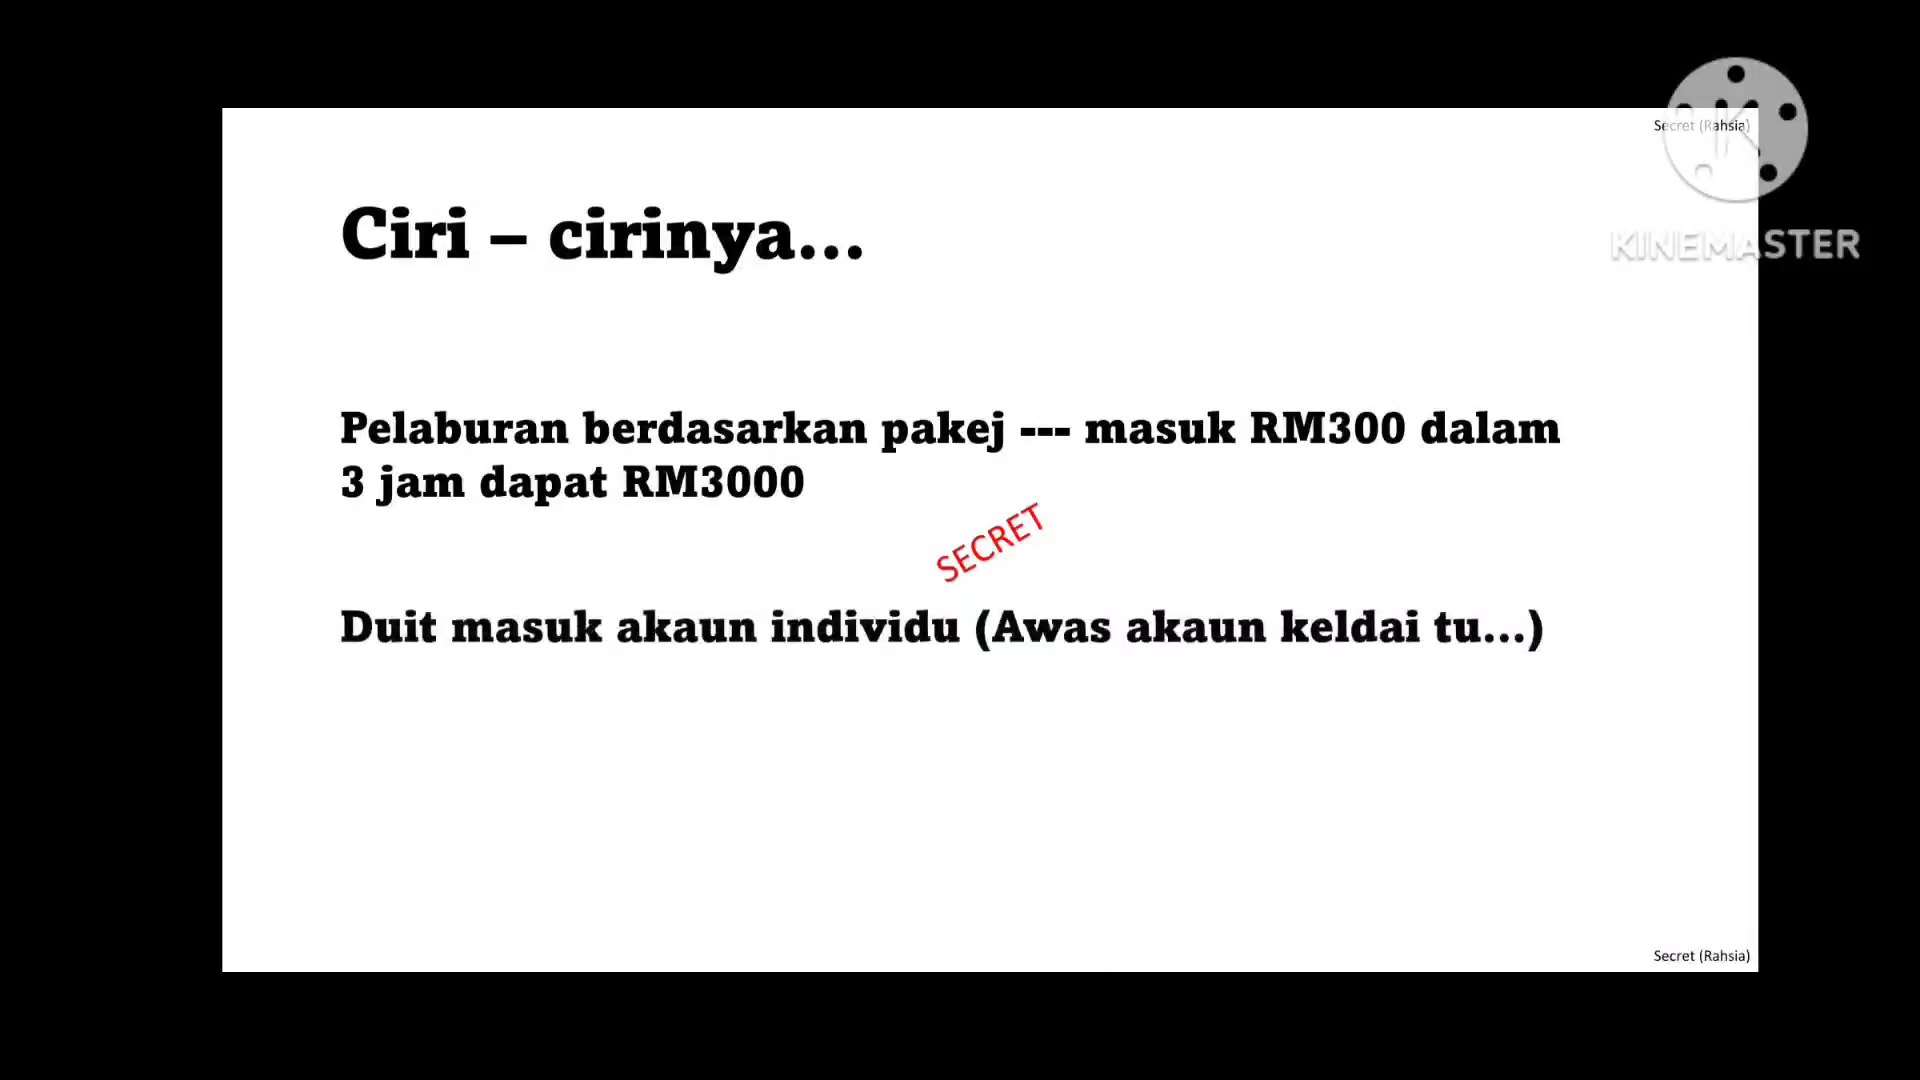 Secret (Rahsia)
KINEMASTER
Ciri – cirinya...
Pelaburan berdasarkan pakej --- masuk RM300 dalam
3 jam dapat RM3000
SECRET
Duit masuk akaun individu (Awas akaun keldai tu...)
Secret (Rahsia)